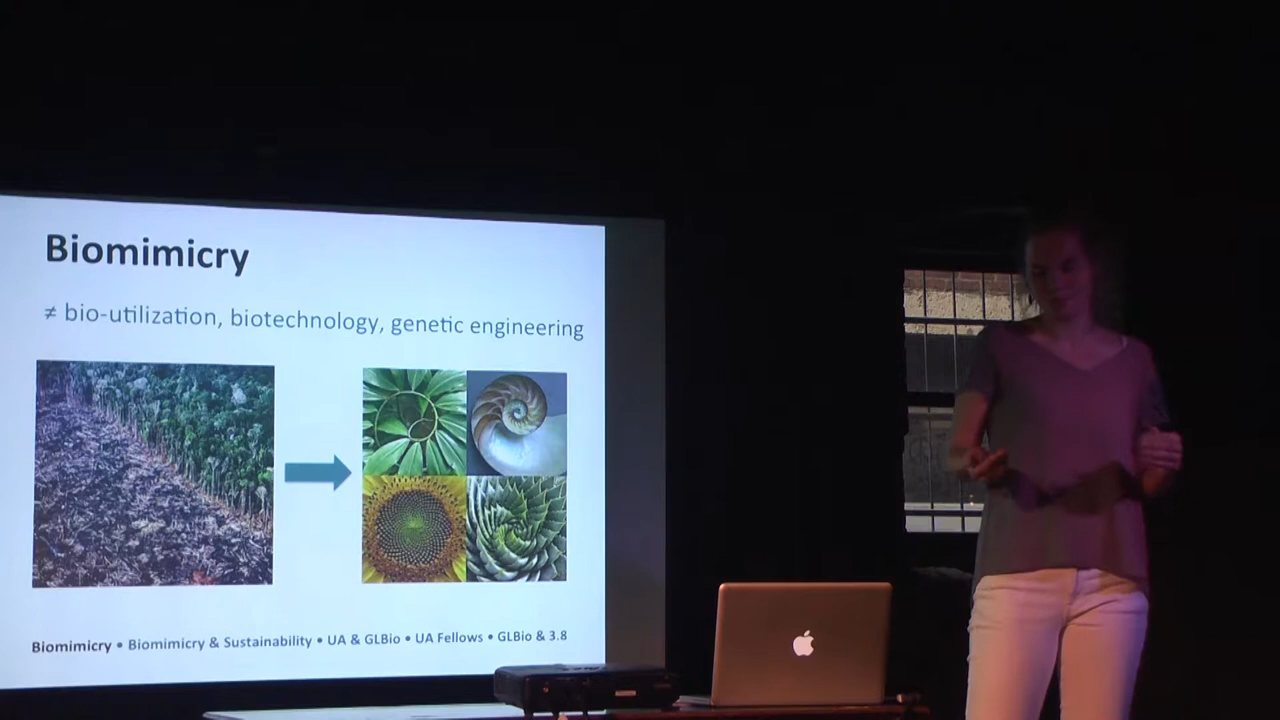 Biomimicry
≠ bio-utilization, biotechnology, genetic engineering
Biomimicry • Biomimicry & Sustainability • UA & GLBio • UA Fellows • GLBio & 3.8